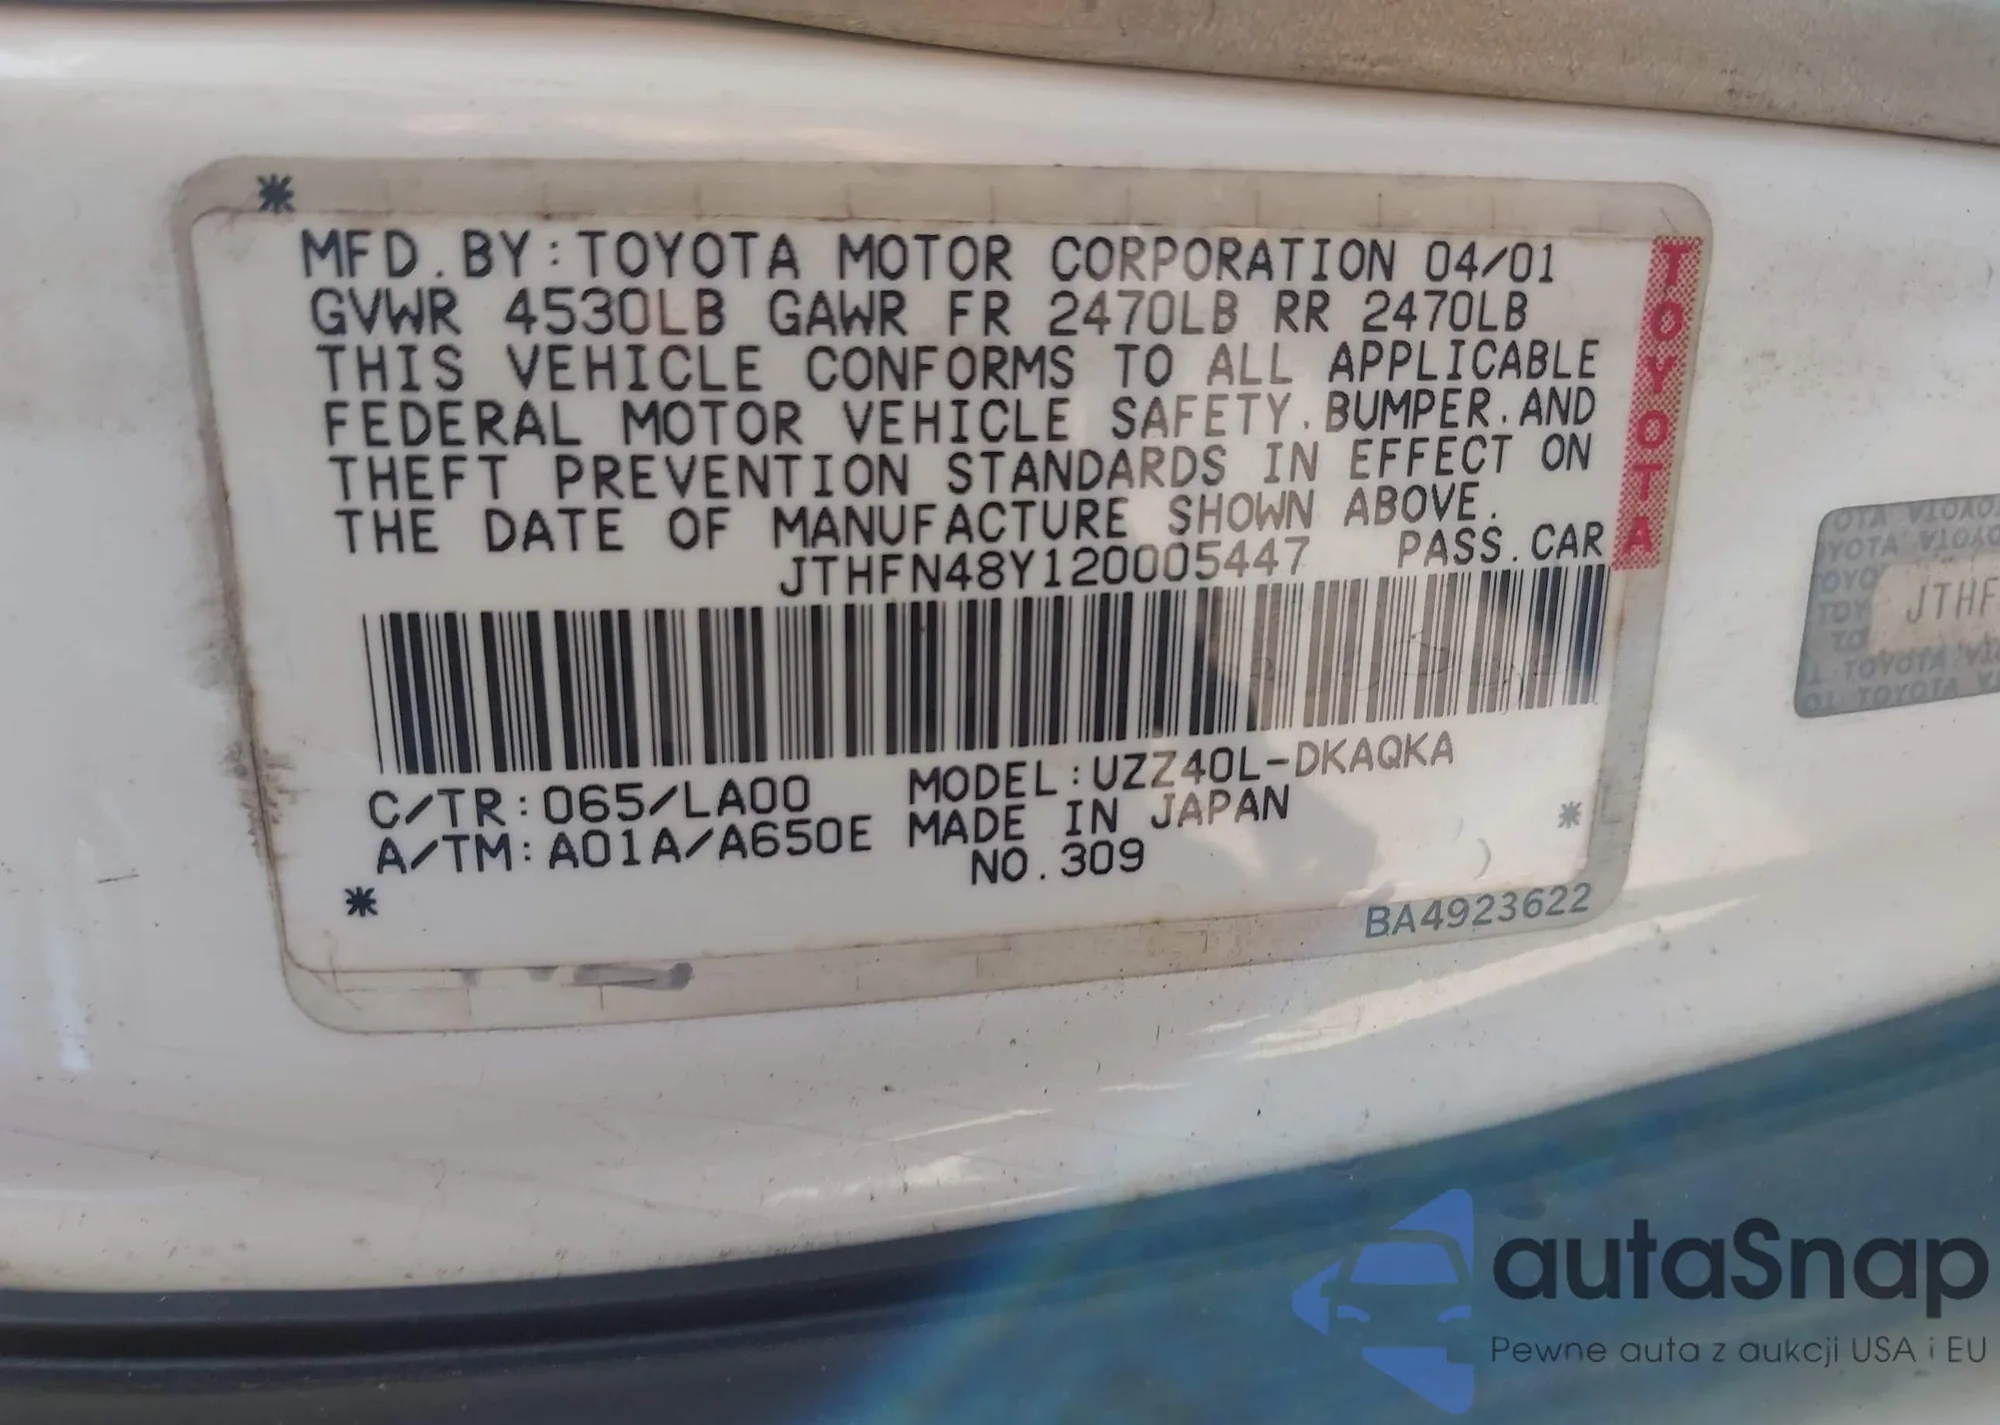 MFD.BY:TOYOTA MOTOR CORPORATION 04/01
GVWR 4530LB GAWR FR 2470LB RR 2470LB
THIS VEHICLE CONFORMS TO ALL APPLICABLE
FEDERAL MOTOR VEHICLE SAFETY.BUMPER.AND
THEFT PREVENTION STANDARDS IN EFFECT ON
THE DATE OF MANUFACTURE SHOWN ABOVE.
JTHFN48Y120005447 PASS.CAR
C/TR:065/LA00 MODEL:UZZ40L-DKAQKA
A/TM:A01A/A650E MADE IN JAPAN
NO.309
BA4923622
TOYOTA
JTHF
TOYOTA
TOYOTA
autaSnap
Pewne auta z aukcji USA i EU